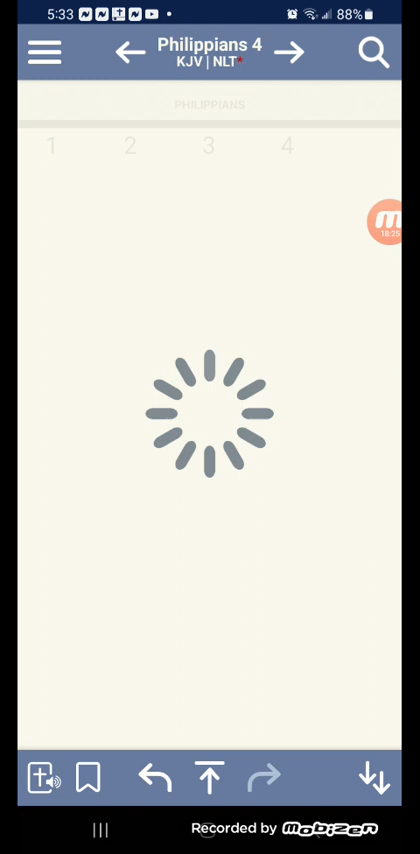 5:33 88%
Philippians 4
KJV | NLT*
PHILIPPIANS
1 2 3 4
18:25
Recorded by MOBIZEN